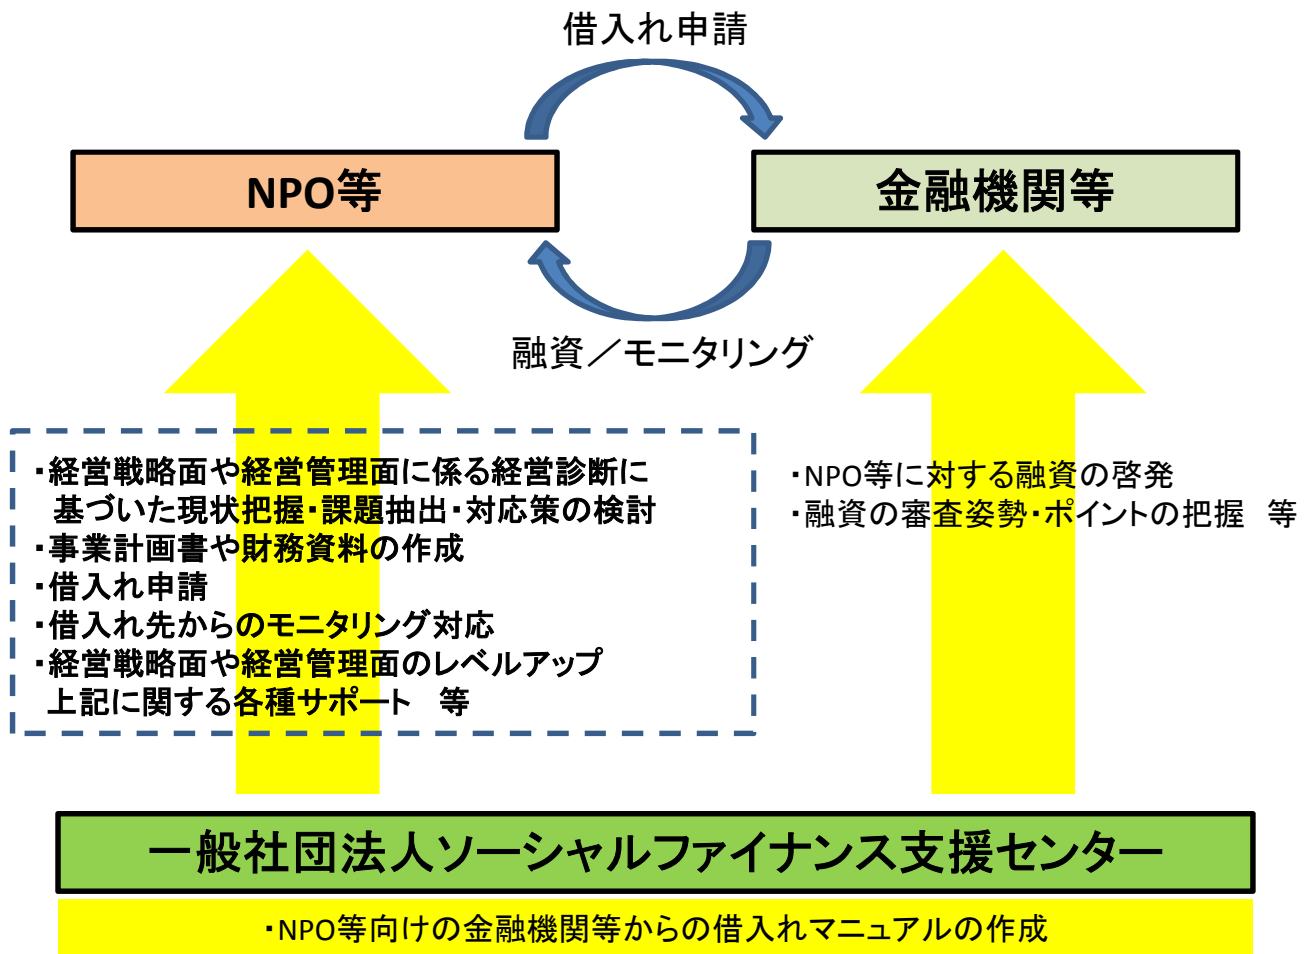 借入れ申請
NPO等
金融機関等
融資／モニタリング
・経営戦略面や経営管理面に係る経営診断に
基づいた現状把握・課題抽出・対応策の検討
・事業計画書や財務資料の作成
・借入れ申請
・借入れ先からのモニタリング対応
・経営戦略面や経営管理面のレベルアップ
上記に関する各種サポート　等
・NPO等に対する融資の啓発
・融資の審査姿勢・ポイントの把握　等
一般社団法人ソーシャルファイナンス支援センター
・NPO等向けの金融機関等からの借入れマニュアルの作成